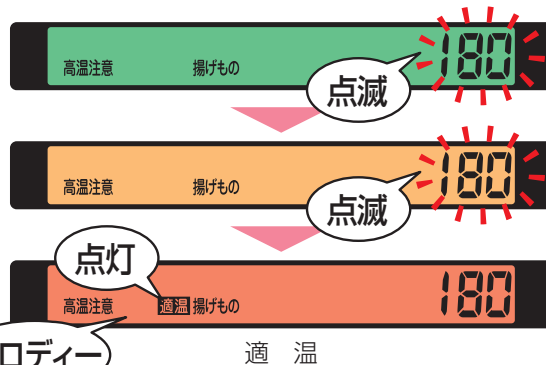 高温注意 揚げもの 180
点滅
高温注意 揚げもの 180
点滅
点灯
高温注意 適温 揚げもの 180
ロディー
適 温